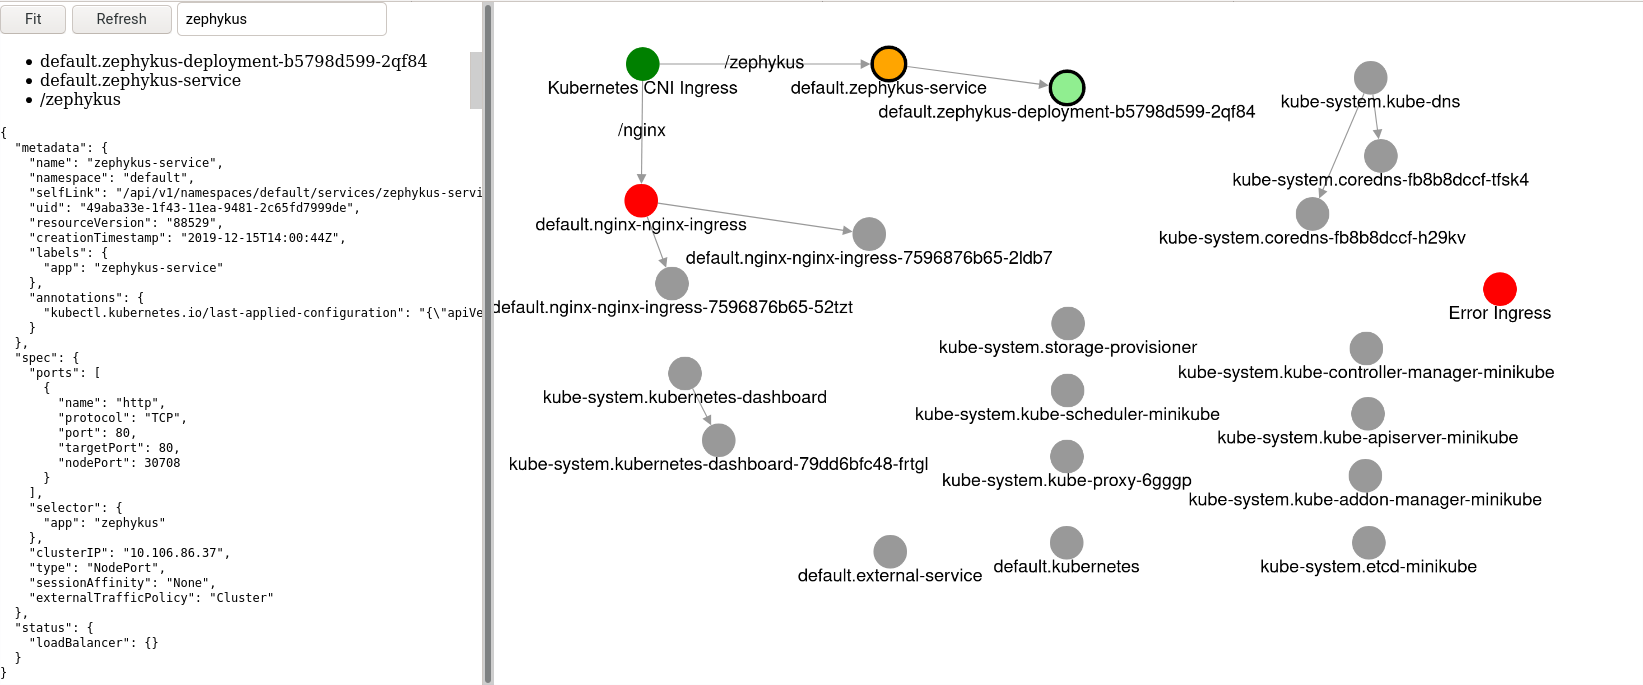 Fit
Refresh
zephykus
default.zephykus-deployment-b5798d599-2qf84
default.zephykus-service
/zephykus
{
"metadata": {
"name": "zephykus-service",
"namespace": "default",
"selfLink": "/api/v1/namespaces/default/services/zephykus-servi
"uid": "49aba33e-1f43-11ea-9481-2c65fd7999de",
"resourceVersion": "88529",
"creationTimestamp": "2019-12-15T14:00:44Z",
"labels": {
"app": "zephykus-service"
},
"annotations": {
"kubectl.kubernetes.io/last-applied-configuration": "{\"apiVe
}
},
"spec": {
"ports": [
{
"name": "http",
"protocol": "TCP",
"port": 80,
"targetPort": 80,
"nodePort": 30708
}
],
"selector": {
"app": "zephykus"
},
"clusterIP": "10.106.86.37",
"type": "NodePort",
"sessionAffinity": "None",
"externalTrafficPolicy": "Cluster"
},
"status": {
"loadBalancer": {}
}
}
/zephykus
Kubernetes CNI Ingress
default.zephykus-service
default.zephykus-deployment-b5798d599-2qf84
/nginx
default.nginx-nginx-ingress
default.nginx-nginx-ingress-7596876b65-2ldb7
default.nginx-nginx-ingress-7596876b65-52tzt
kube-system.kubernetes-dashboard
kube-system.kubernetes-dashboard-79dd6bfc48-frtgl
kube-system.kube-dns
kube-system.coredns-fb8b8dccf-tfsk4
kube-system.coredns-fb8b8dccf-h29kv
Error Ingress
kube-system.storage-provisioner
kube-system.kube-controller-manager-minikube
kube-system.kube-scheduler-minikube
kube-system.kube-apiserver-minikube
kube-system.kube-proxy-6gggp
kube-system.kube-addon-manager-minikube
default.external-service
default.kubernetes
kube-system.etcd-minikube